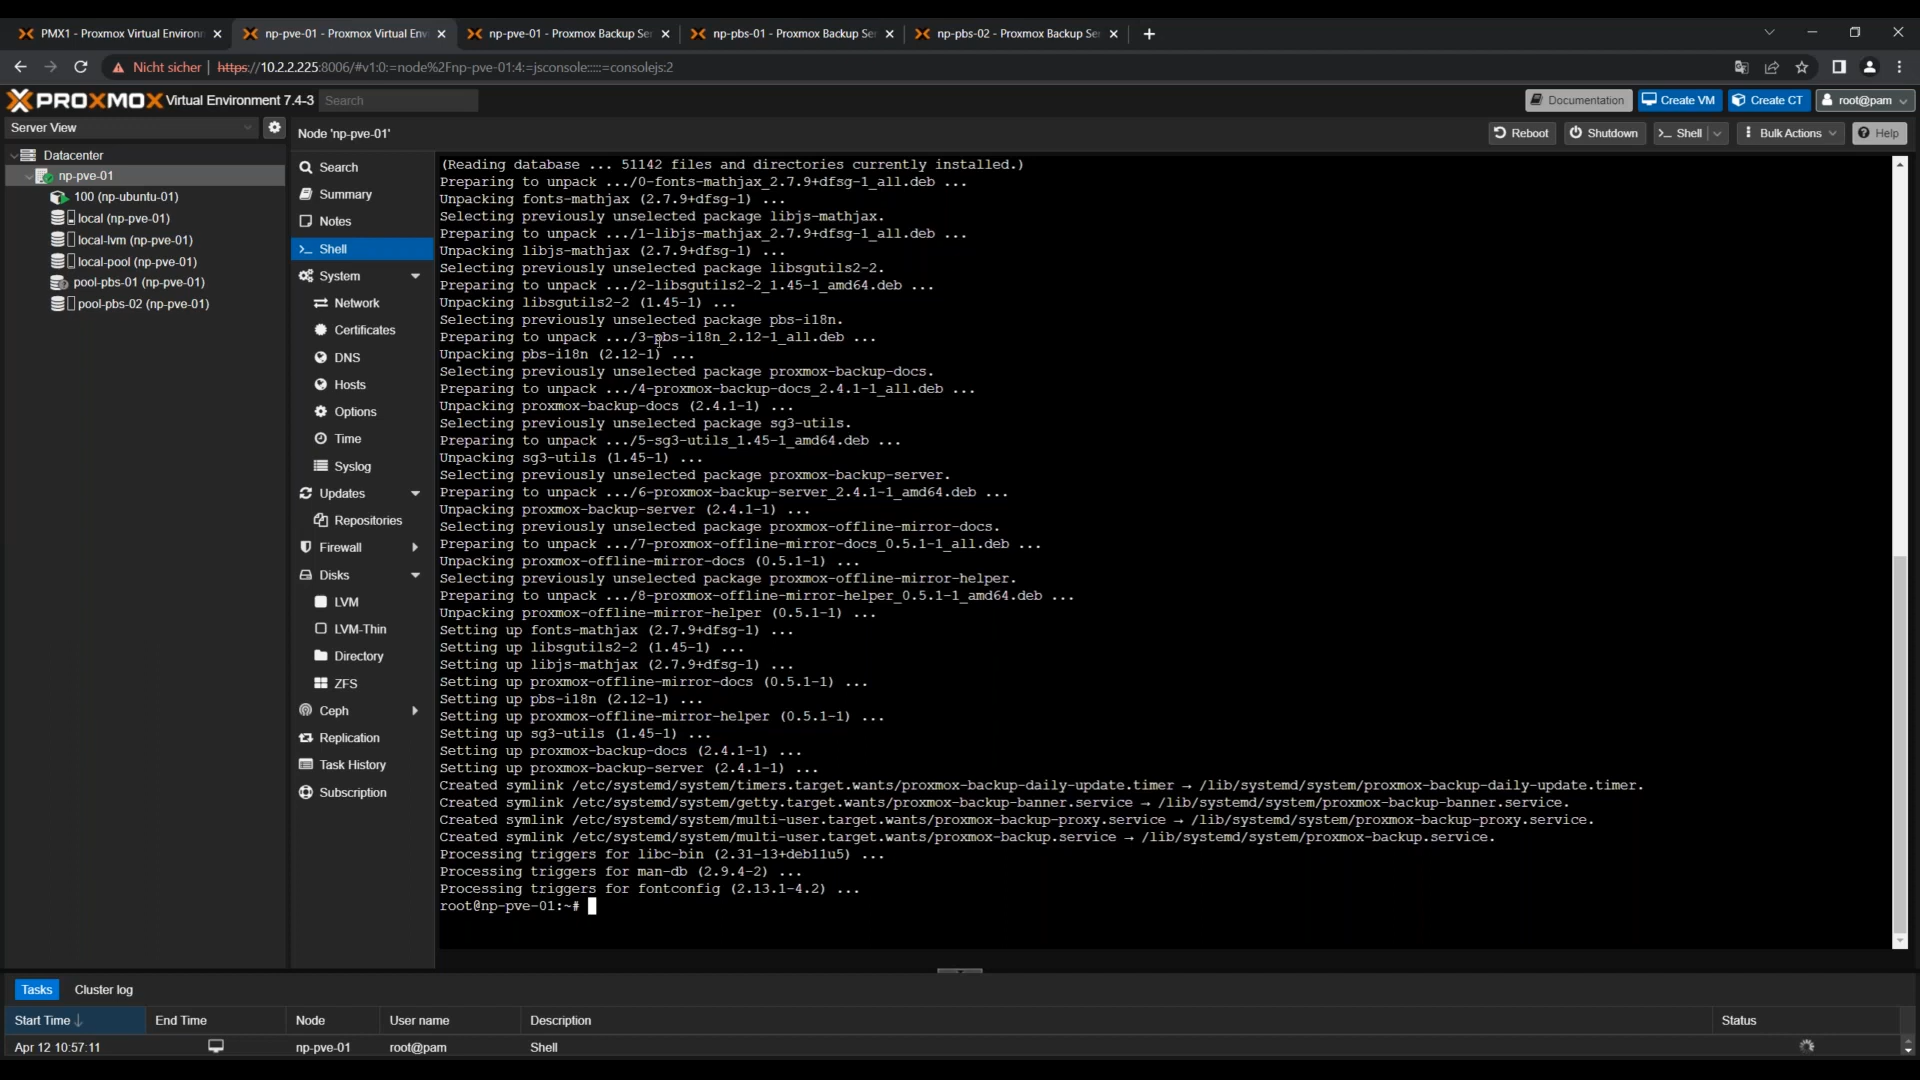 PMX1 - Proxmox Virtual Environ
np-pve-01 - Proxmox Virtual Env
np-pve-01 - Proxmox Backup Se
np-pbs-01 - Proxmox Backup Se
np-pbs-02 - Proxmox Backup Se
Nicht sicher | https://10.2.2.225:8006/#v1:0:=node%2Fnp-pve-01:4:=jsconsole:::::=consolejs:2
PROXMOX Virtual Environment 7.4-3 Search
Documentation Create VM Create CT root@pam
Server View
Node 'np-pve-01'
Reboot Shutdown Shell Bulk Actions Help
Datacenter
np-pve-01
100 (np-ubuntu-01)
local (np-pve-01)
local-lvm (np-pve-01)
local-pool (np-pve-01)
pool-pbs-01 (np-pve-01)
pool-pbs-02 (np-pve-01)
Search
Summary
Notes
Shell
System
Network
Certificates
DNS
Hosts
Options
Time
Syslog
Updates
Repositories
Firewall
Disks
LVM
LVM-Thin
Directory
ZFS
Ceph
Replication
Task History
Subscription
(Reading database ... 51142 files and directories currently installed.)
Preparing to unpack .../0-fonts-mathjax_2.7.9+dfsg-1_all.deb ...
Unpacking fonts-mathjax (2.7.9+dfsg-1) ...
Selecting previously unselected package libjs-mathjax.
Preparing to unpack .../1-libjs-mathjax_2.7.9+dfsg-1_all.deb ...
Unpacking libjs-mathjax (2.7.9+dfsg-1) ...
Selecting previously unselected package libsgutils2-2.
Preparing to unpack .../2-libsgutils2-2_1.45-1_amd64.deb ...
Unpacking libsgutils2-2 (1.45-1) ...
Selecting previously unselected package pbs-i18n.
Preparing to unpack .../3-pbs-i18n_2.12-1_all.deb ...
Unpacking pbs-i18n (2.12-1) ...
Selecting previously unselected package proxmox-backup-docs.
Preparing to unpack .../4-proxmox-backup-docs_2.4.1-1_all.deb ...
Unpacking proxmox-backup-docs (2.4.1-1) ...
Selecting previously unselected package sg3-utils.
Preparing to unpack .../5-sg3-utils_1.45-1_amd64.deb ...
Unpacking sg3-utils (1.45-1) ...
Selecting previously unselected package proxmox-backup-server.
Preparing to unpack .../6-proxmox-backup-server_2.4.1-1_amd64.deb ...
Unpacking proxmox-backup-server (2.4.1-1) ...
Selecting previously unselected package proxmox-offline-mirror-docs.
Preparing to unpack .../7-proxmox-offline-mirror-docs_0.5.1-1_all.deb ...
Unpacking proxmox-offline-mirror-docs (0.5.1-1) ...
Selecting previously unselected package proxmox-offline-mirror-helper.
Preparing to unpack .../8-proxmox-offline-mirror-helper_0.5.1-1_amd64.deb ...
Unpacking proxmox-offline-mirror-helper (0.5.1-1) ...
Setting up fonts-mathjax (2.7.9+dfsg-1) ...
Setting up libsgutils2-2 (1.45-1) ...
Setting up libjs-mathjax (2.7.9+dfsg-1) ...
Setting up proxmox-offline-mirror-docs (0.5.1-1) ...
Setting up pbs-i18n (2.12-1) ...
Setting up proxmox-offline-mirror-helper (0.5.1-1) ...
Setting up sg3-utils (1.45-1) ...
Setting up proxmox-backup-docs (2.4.1-1) ...
Setting up proxmox-backup-server (2.4.1-1) ...
Created symlink /etc/systemd/system/timers.target.wants/proxmox-backup-daily-update.timer → /lib/systemd/system/proxmox-backup-daily-update.timer.
Created symlink /etc/systemd/system/getty.target.wants/proxmox-backup-banner.service → /lib/systemd/system/proxmox-backup-banner.service.
Created symlink /etc/systemd/system/multi-user.target.wants/proxmox-backup-proxy.service → /lib/systemd/system/proxmox-backup-proxy.service.
Created symlink /etc/systemd/system/multi-user.target.wants/proxmox-backup.service → /lib/systemd/system/proxmox-backup.service.
Processing triggers for libc-bin (2.31-13+deb11u5) ...
Processing triggers for man-db (2.9.4-2) ...
Processing triggers for fontconfig (2.13.1-4.2) ...
root@np-pve-01:~#
Tasks Cluster log
Start Time End Time Node User name Description Status
Apr 12 10:57:11 np-pve-01 root@pam Shell